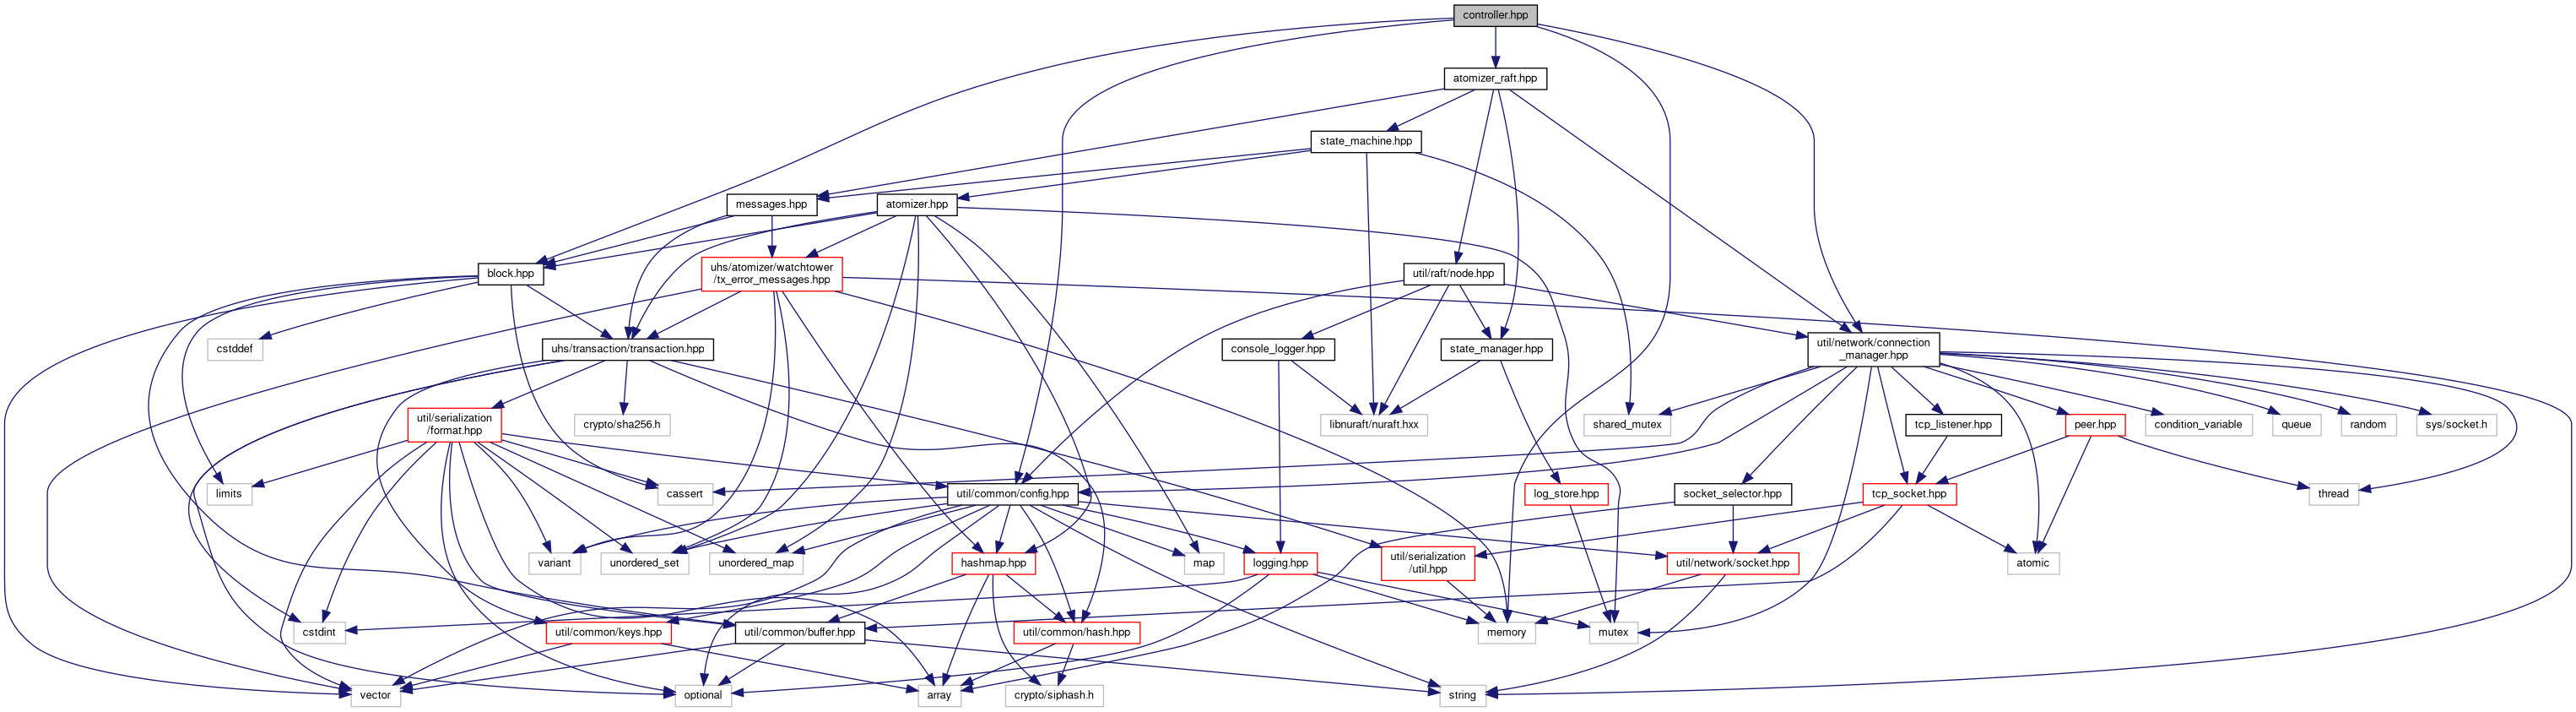 controller.hpp
atomizer_raft.hpp
state_machine.hpp
messages.hpp
atomizer.hpp
block.hpp
uhs/atomizer/watchtower
/tx_error_messages.hpp
util/raft/node.hpp
cstddef
uhs/transaction/transaction.hpp
console_logger.hpp
state_manager.hpp
util/network/connection
_manager.hpp
util/serialization
/format.hpp
crypto/sha256.h
libnuraft/nuraft.hxx
shared_mutex
tcp_listener.hpp
peer.hpp
condition_variable
queue
random
sys/socket.h
limits
cassert
util/common/config.hpp
log_store.hpp
socket_selector.hpp
tcp_socket.hpp
thread
variant
unordered_set
unordered_map
hashmap.hpp
map
logging.hpp
util/serialization
/util.hpp
util/network/socket.hpp
atomic
cstdint
util/common/keys.hpp
util/common/buffer.hpp
util/common/hash.hpp
memory
mutex
vector
optional
array
crypto/siphash.h
string